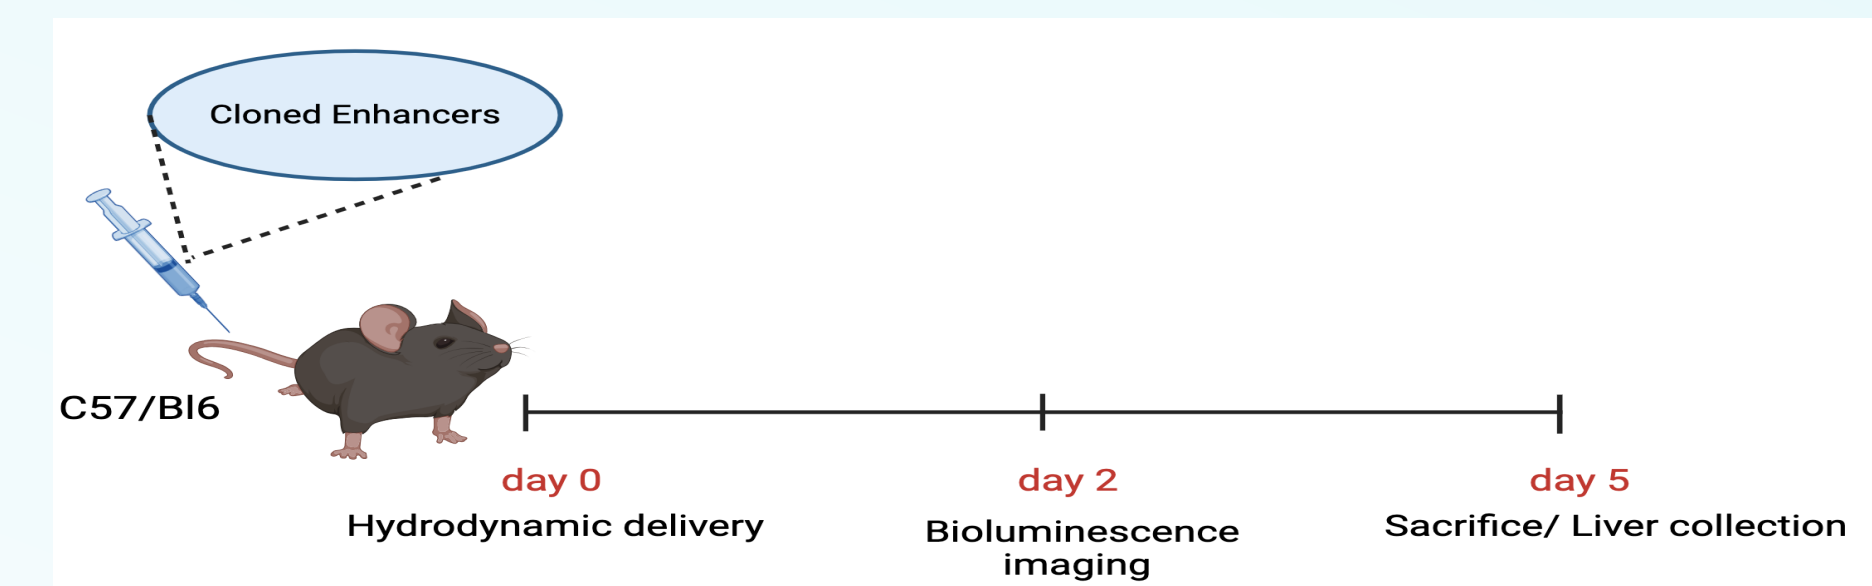 Cloned Enhancers
C57/Bl6
day 0
Hydrodynamic delivery
day 2
Bioluminescence
imaging
day 5
Sacrifice/ Liver collection